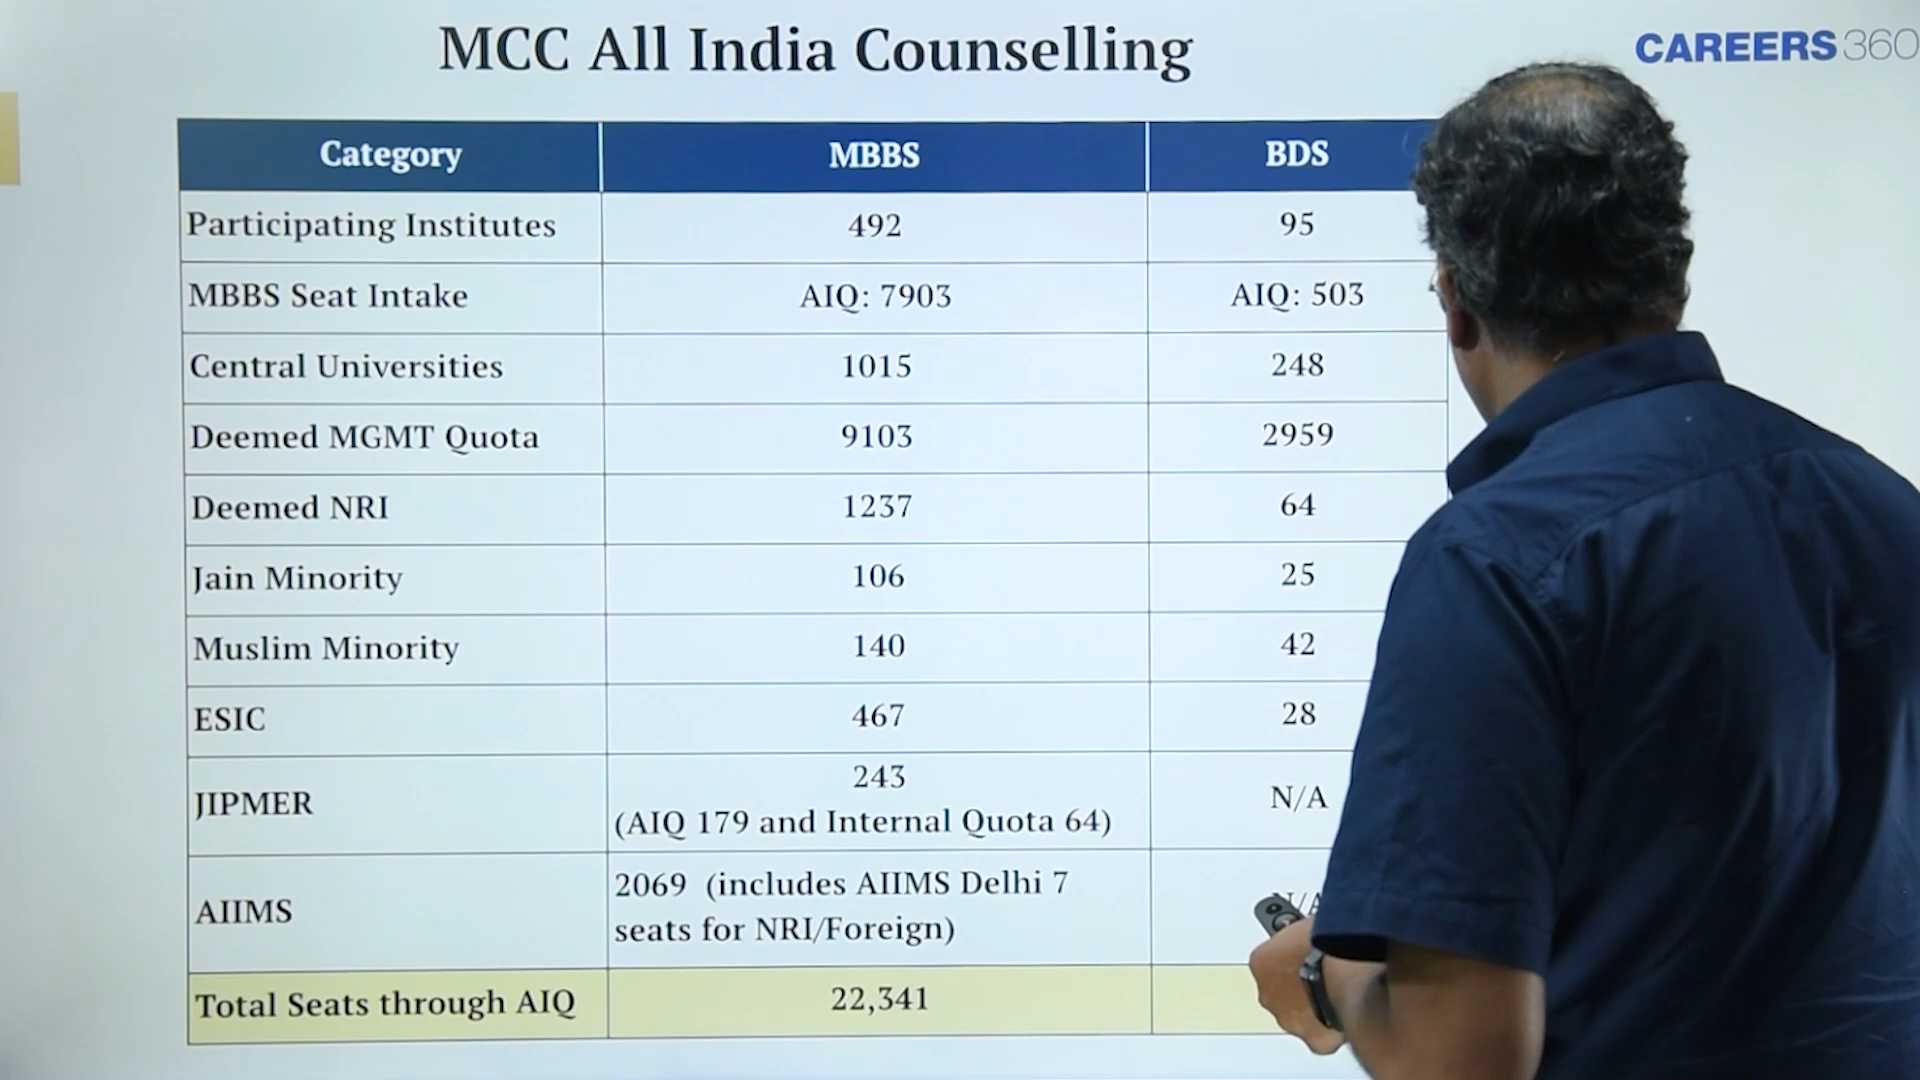 MCC All India Counselling
CAREERS360
Category MBBS BDS
Participating Institutes 492 95
MBBS Seat Intake AIQ: 7903 AIQ: 503
Central Universities 1015 248
Deemed MGMT Quota 9103 2959
Deemed NRI 1237 64
Jain Minority 106 25
Muslim Minority 140 42
ESIC 467 28
JIPMER 243 N/A
(AIQ 179 and Internal Quota 64)
AIIMS 2069 (includes AIIMS Delhi 7
seats for NRI/Foreign)
Total Seats through AIQ 22,341